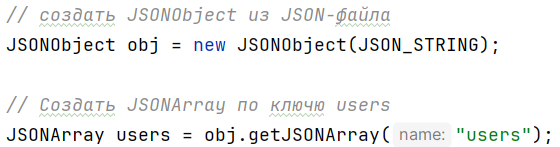 // создать JSONObject из JSON-файла
JSONObject obj = new JSONObject(JSON_STRING);
// Создать JSONArray по ключю users
JSONArray users = obj.getJSONArray( name: "users");